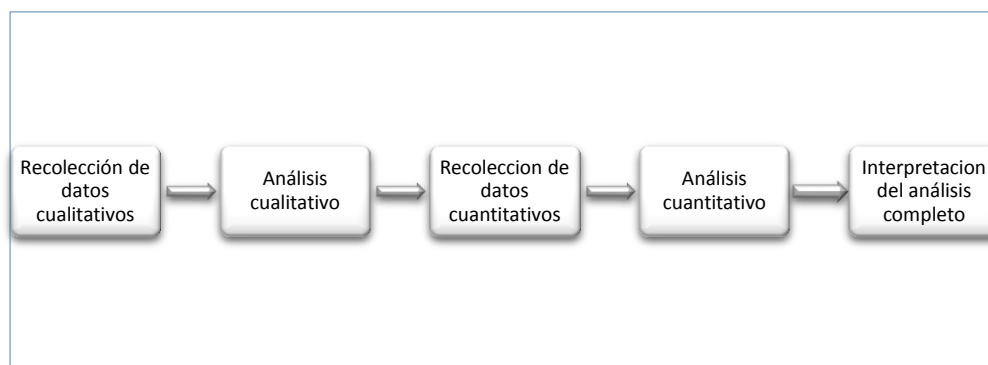 Recolección de
datos
cualitativos
Análisis
cualitativo
Recoleccion de
datos
cuantitativos
Análisis
cuantitativo
Interpretacion
del análisis
completo